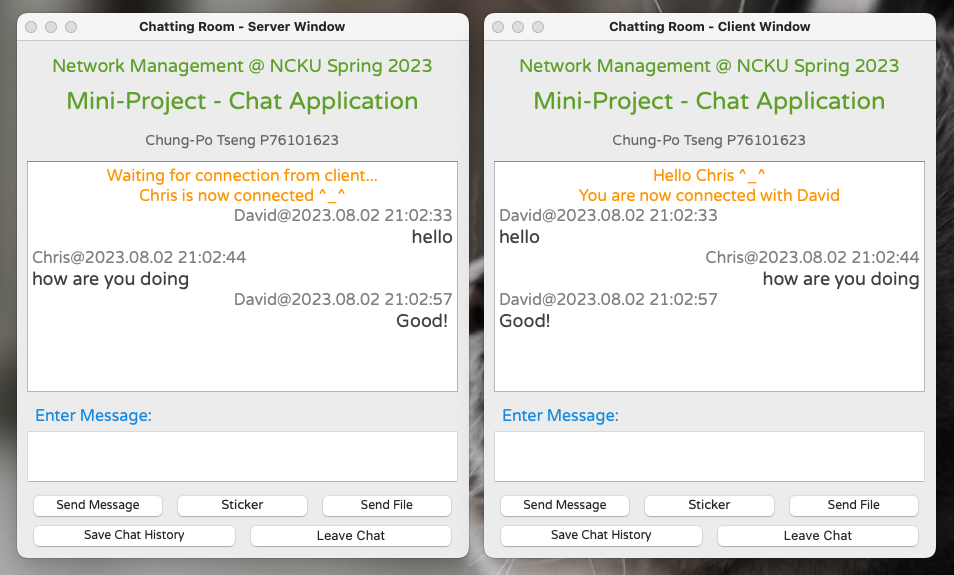 Chatting Room - Server Window
Network Management @ NCKU Spring 2023
Mini-Project - Chat Application
Chung-Po Tseng P76101623
Waiting for connection from client...
Chris is now connected ^_^
David@2023.08.02 21:02:33
hello
Chris@2023.08.02 21:02:44
how are you doing
David@2023.08.02 21:02:57
Good!
Enter Message:
Send Message
Sticker
Send File
Save Chat History
Leave Chat
Chatting Room - Client Window
Network Management @ NCKU Spring 2023
Mini-Project - Chat Application
Chung-Po Tseng P76101623
Hello Chris ^_^
You are now connected with David
David@2023.08.02 21:02:33
hello
Chris@2023.08.02 21:02:44
how are you doing
David@2023.08.02 21:02:57
Good!
Enter Message:
Send Message
Sticker
Send File
Save Chat History
Leave Chat